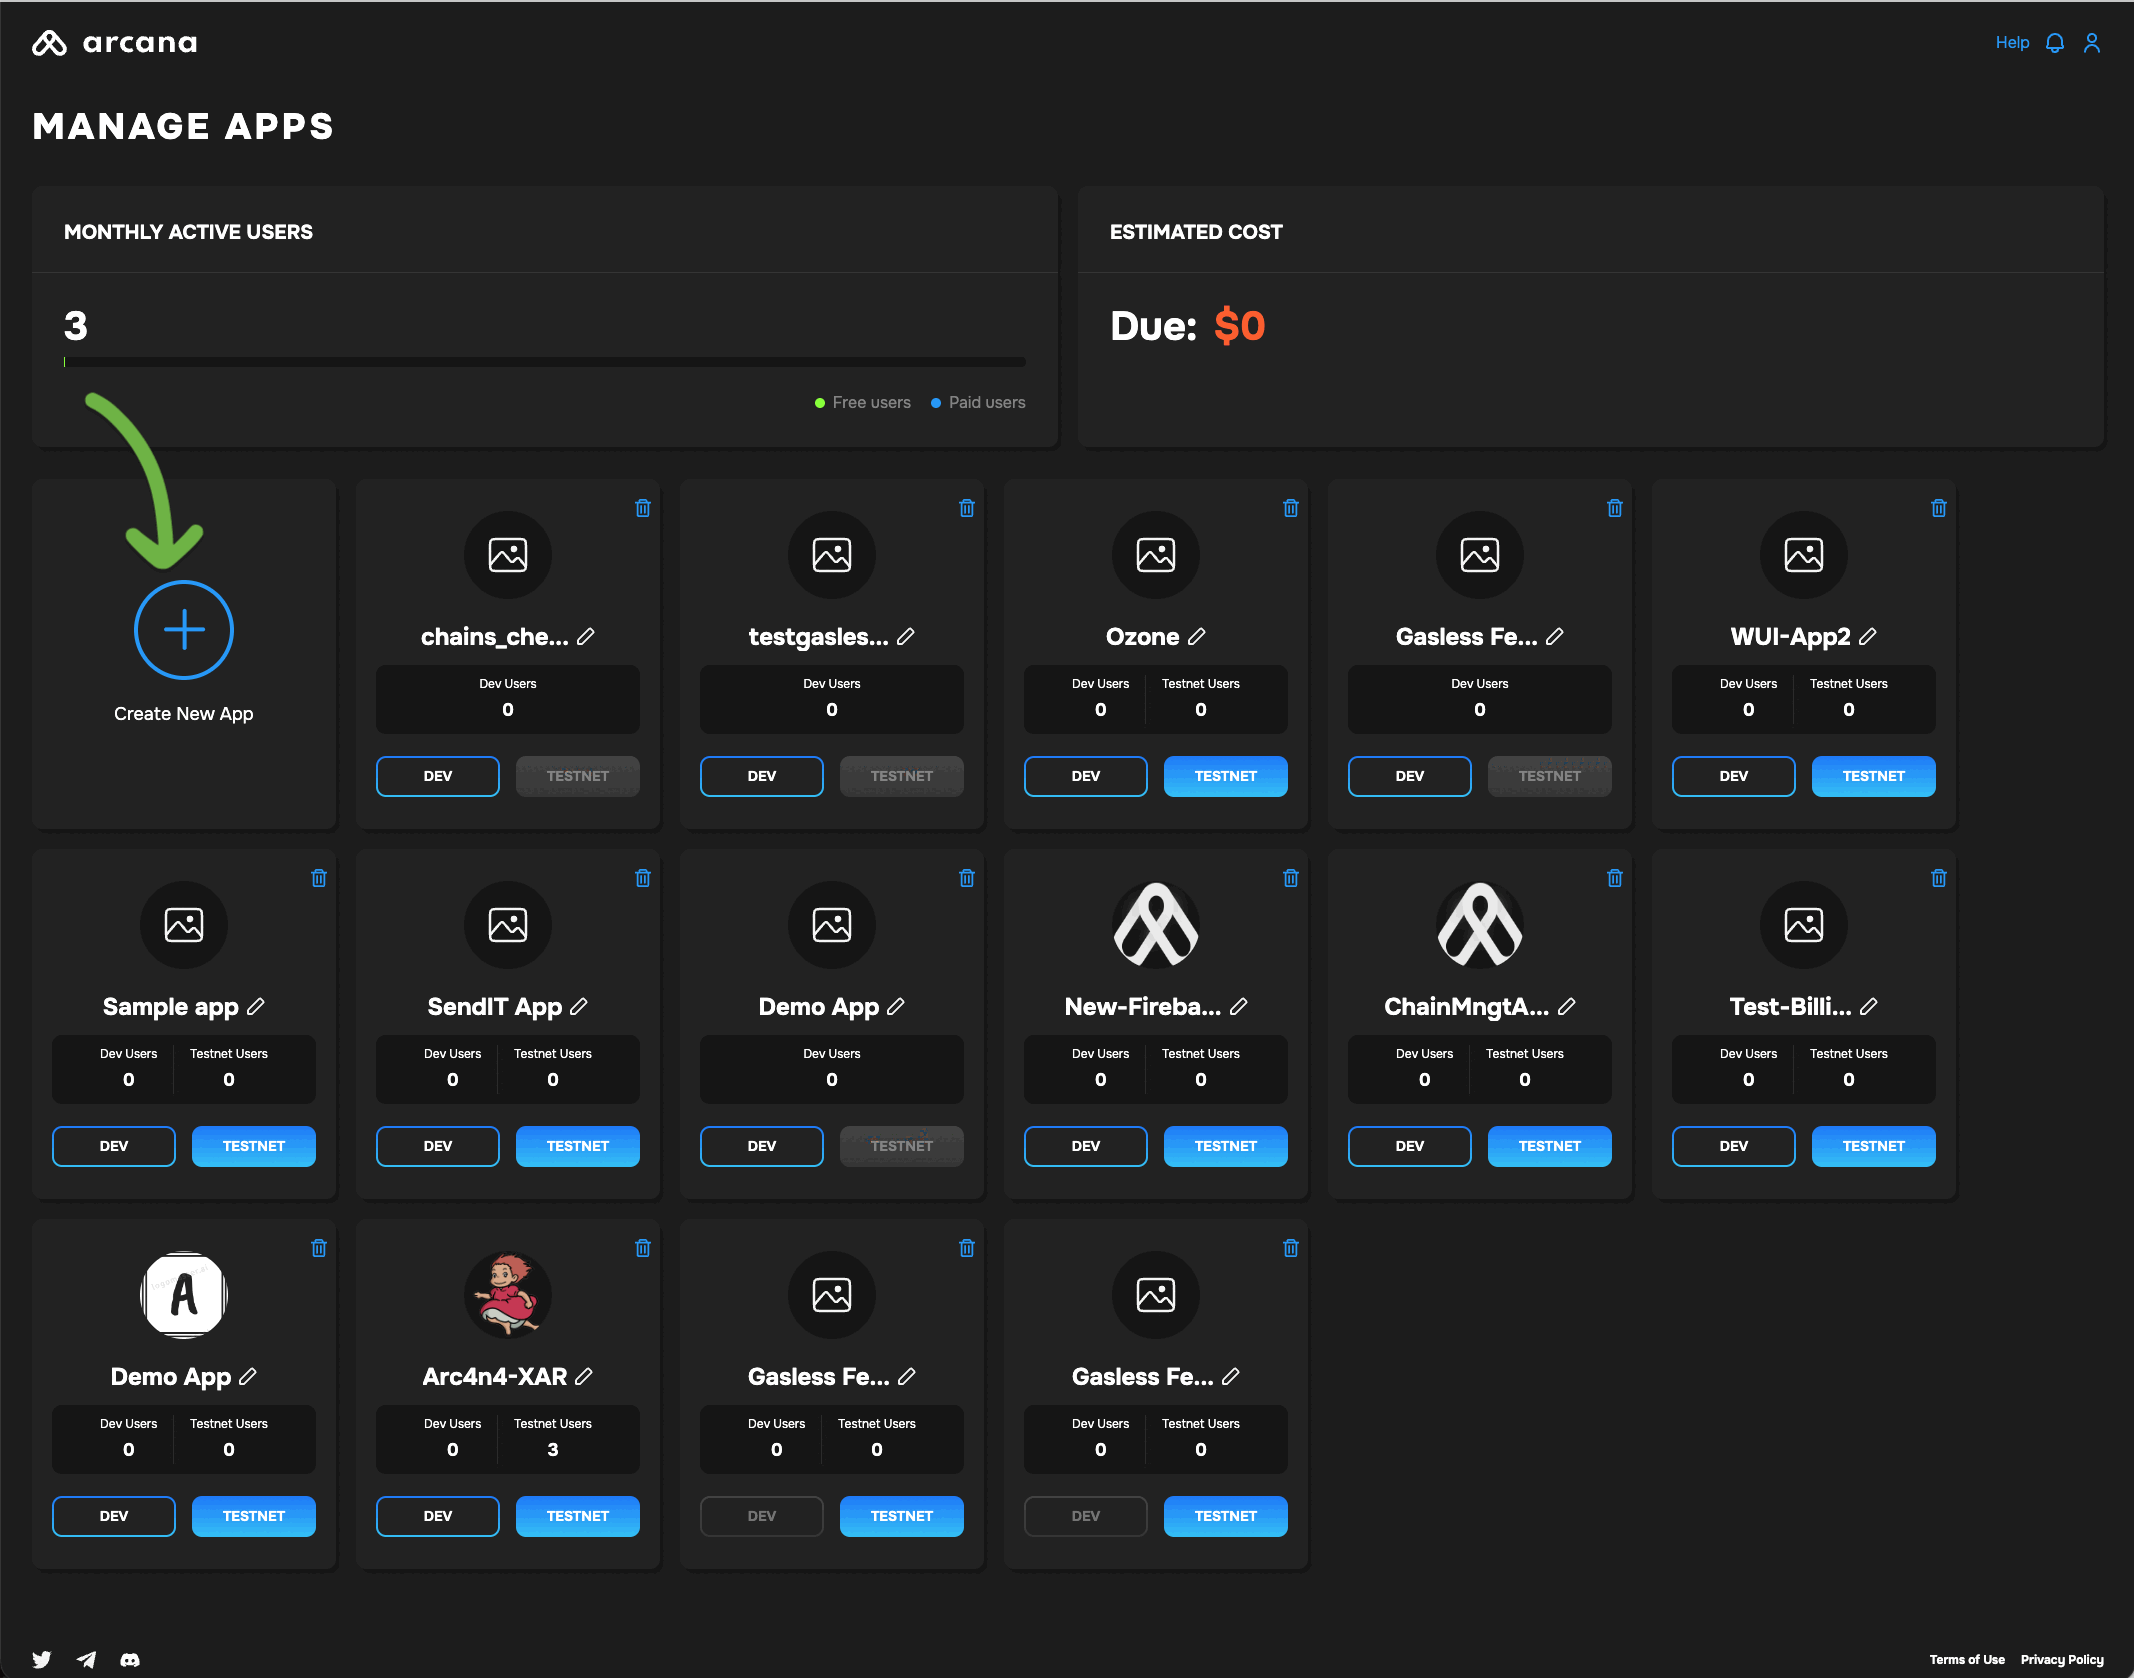 arcana
Help
MANAGE APPS
MONTHLY ACTIVE USERS
3
Free users Paid users
ESTIMATED COST
Due: $0
Create New App
chains_che...
Dev Users
0
DEV TESTNET
testgasles...
Dev Users
0
DEV TESTNET
Ozone
Dev Users Testnet Users
0 0
DEV TESTNET
Gasless Fe...
Dev Users
0
DEV TESTNET
WUI-App2
Dev Users Testnet Users
0 0
DEV TESTNET
Sample app
Dev Users Testnet Users
0 0
DEV TESTNET
SendIT App
Dev Users Testnet Users
0 0
DEV TESTNET
Demo App
Dev Users
0
DEV TESTNET
New-Fireba...
Dev Users Testnet Users
0 0
DEV TESTNET
ChainMngtA...
Dev Users Testnet Users
0 0
DEV TESTNET
Test-Billi...
Dev Users Testnet Users
0 0
DEV TESTNET
A
Demo App
Dev Users Testnet Users
0 0
DEV TESTNET
Arc4n4-XAR
Dev Users Testnet Users
0 3
DEV TESTNET
Gasless Fe...
Dev Users Testnet Users
0 0
DEV TESTNET
Gasless Fe...
Dev Users Testnet Users
0 0
DEV TESTNET
Terms of Use Privacy Policy